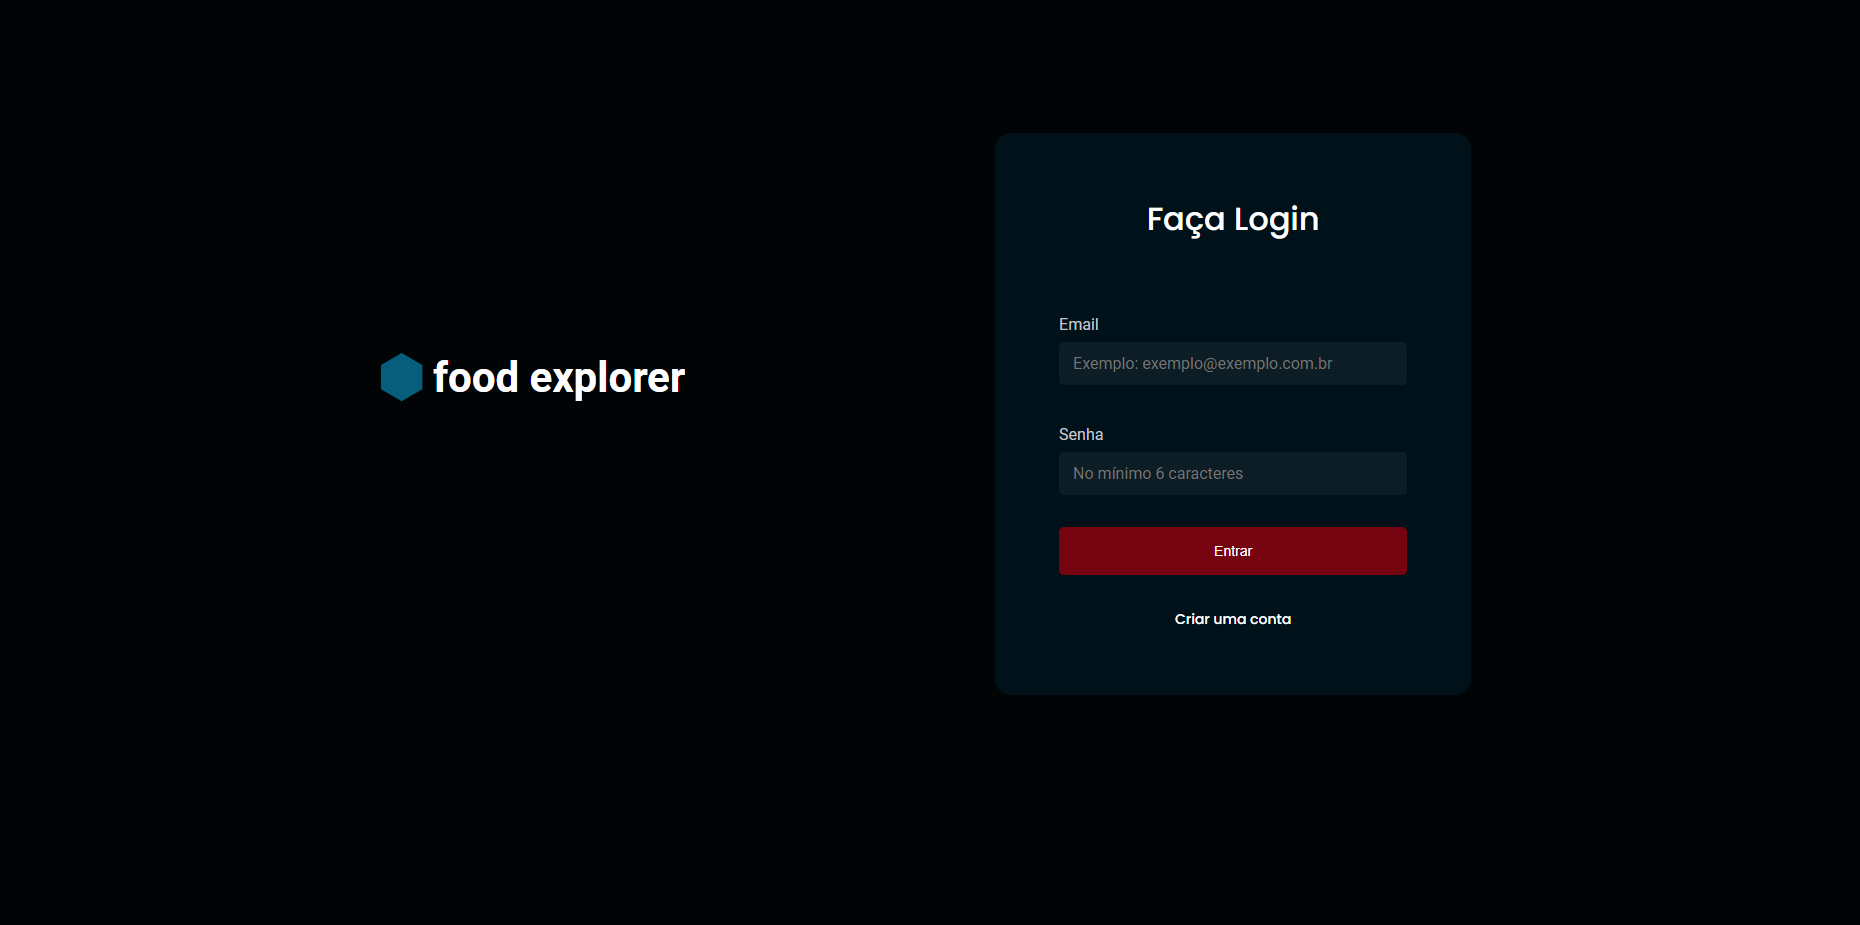 food explorer
Faça Login
Email
Exemplo: exemplo@exemplo.com.br
Senha
No mínimo 6 caracteres
Entrar
Criar uma conta